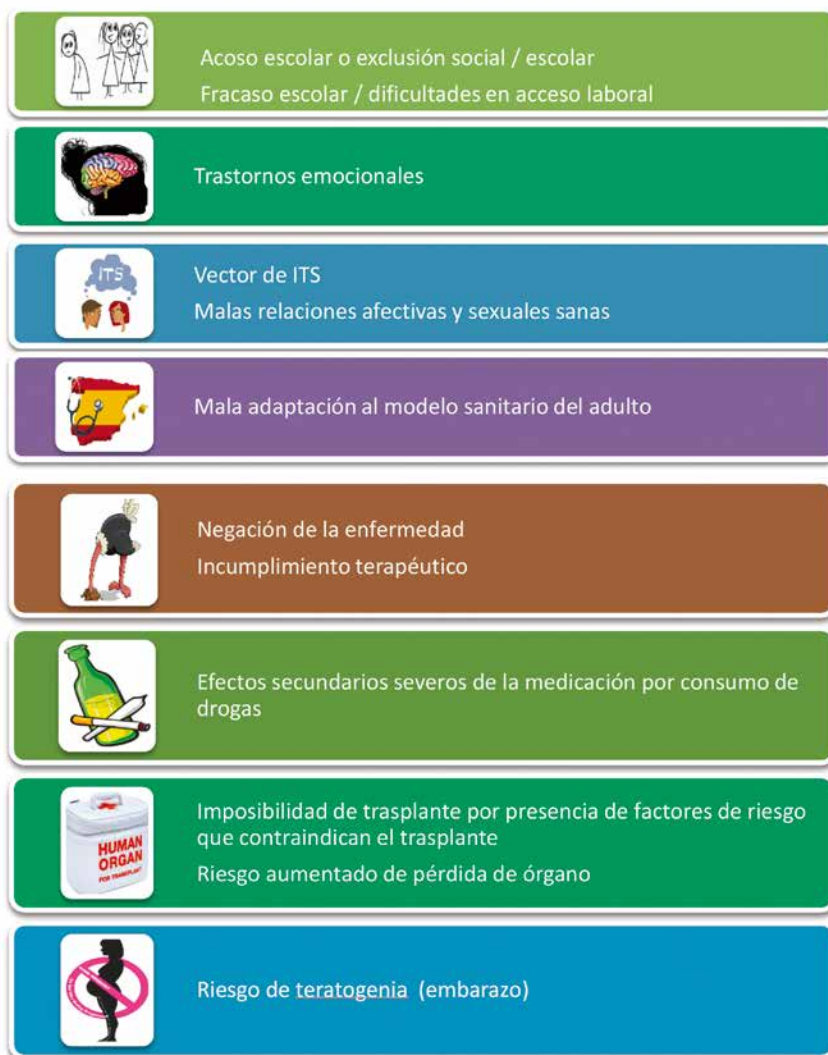 Acoso escolar o exclusión social / escolar
Fracaso escolar / dificultades en acceso laboral
Trastornos emocionales
ITS
Vector de ITS
Malas relaciones afectivas y sexuales sanas
Mala adaptación al modelo sanitario del adulto
Negación de la enfermedad
Incumplimiento terapéutico
Efectos secundarios severos de la medicación por consumo de
drogas
HUMAN
ORGAN
FOR TRANSPLANT
Imposibilidad de trasplante por presencia de factores de riesgo
que contraindican el trasplante
Riesgo aumentado de pérdida de órgano
Riesgo de teratogenia (embarazo)